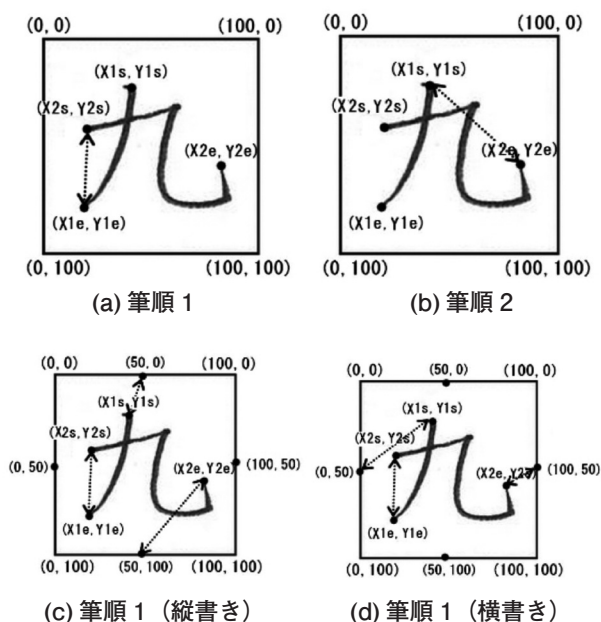 (0, 0) (100, 0)
(X1s, Y1s)
(X2s, Y2s)
(X2e, Y2e)
(X1e, Y1e)
(0, 100) (100, 100)
(a) 筆順 1
(0, 0) (100, 0)
(X1s, Y1s)
(X2s, Y2s)
(X2e, Y2e)
(X1e, Y1e)
(0, 100) (100, 100)
(b) 筆順 2
(0, 0) (50, 0) (100, 0)
(X1s, Y1s)
(X2s, Y2s)
(0, 50) (X2e, Y2e) (100, 50)
(X1e, Y1e)
(0, 100) (50, 100) (100, 100)
(c) 筆順 1（縦書き）
(0, 0) (50, 0) (100, 0)
(X1s, Y1s)
(X2s, Y2s)
(0, 50) (X2e, Y2e) (100, 50)
(X1e, Y1e)
(0, 100) (50, 100) (100, 100)
(d) 筆順 1（横書き）
九
九
九
九